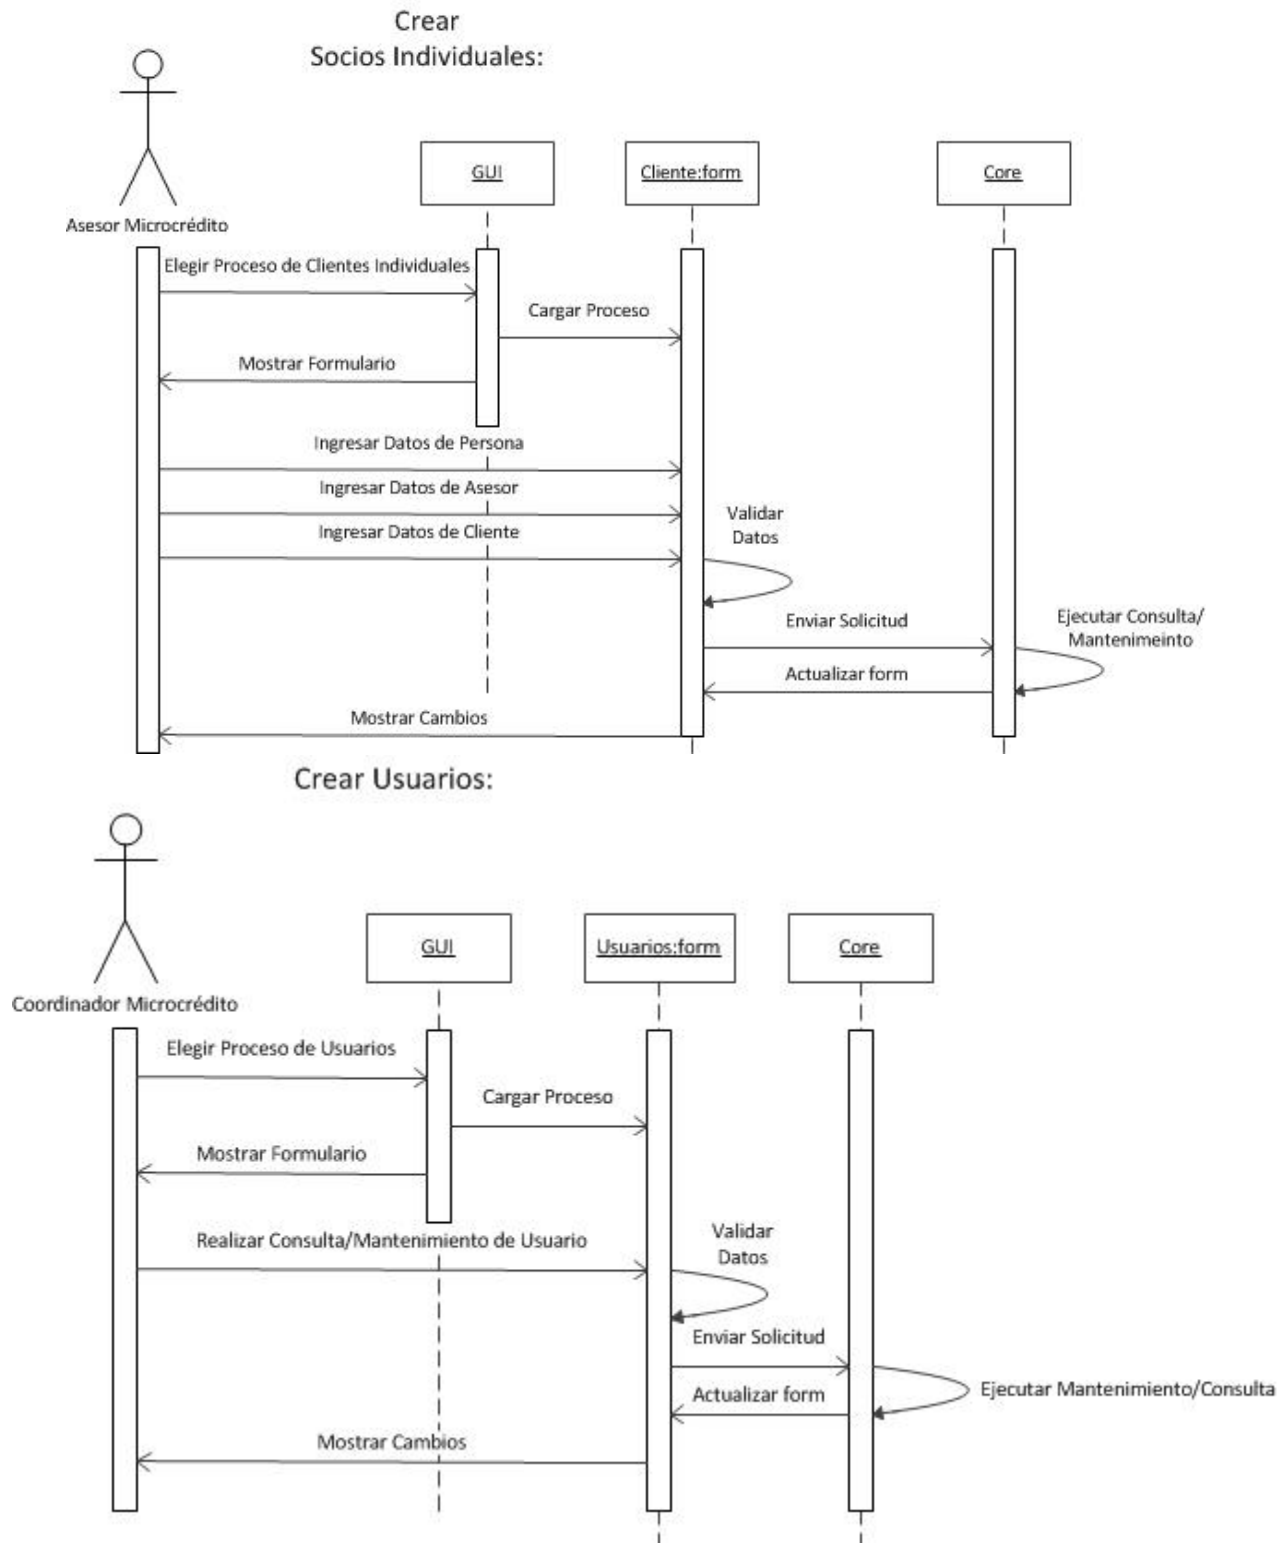 Crear
Socios Individuales:
GUI
Cliente:form
Core
Asesor Microcrédito
Elegir Proceso de Clientes Individuales
Cargar Proceso
Mostrar Formulario
Ingresar Datos de Persona
Ingresar Datos de Asesor
Validar
Datos
Ingresar Datos de Cliente
Enviar Solicitud
Ejecutar Consulta/
Mantenimeinto
Actualizar form
Mostrar Cambios
Crear Usuarios:
GUI
Usuarios:form
Core
Coordinador Microcrédito
Elegir Proceso de Usuarios
Cargar Proceso
Mostrar Formulario
Realizar Consulta/Mantenimiento de Usuario
Validar
Datos
Enviar Solicitud
Ejecutar Mantenimiento/Consulta
Actualizar form
Mostrar Cambios